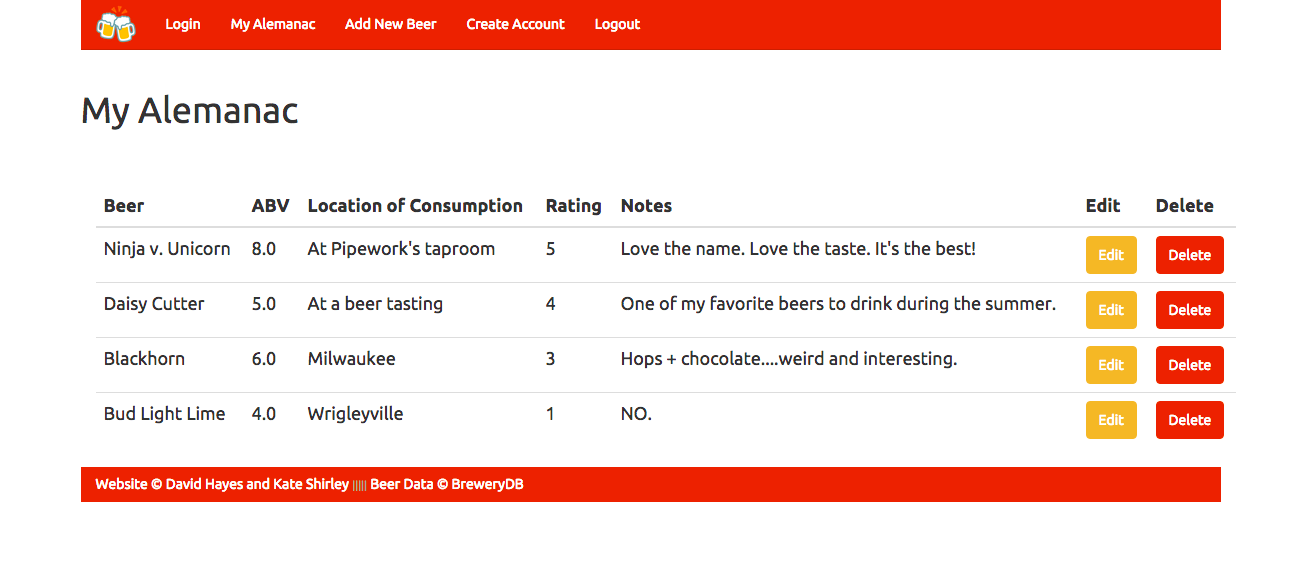 Login My Alemanac Add New Beer Create Account Logout
My Alemanac
Beer ABV Location of Consumption Rating Notes Edit Delete
Ninja v. Unicorn 8.0 At Pipework's taproom 5 Love the name. Love the taste. It's the best! Edit Delete
Daisy Cutter 5.0 At a beer tasting 4 One of my favorite beers to drink during the summer. Edit Delete
Blackhorn 6.0 Milwaukee 3 Hops + chocolate....weird and interesting. Edit Delete
Bud Light Lime 4.0 Wrigleyville 1 NO. Edit Delete
Website © David Hayes and Kate Shirley ||||| Beer Data © BreweryDB